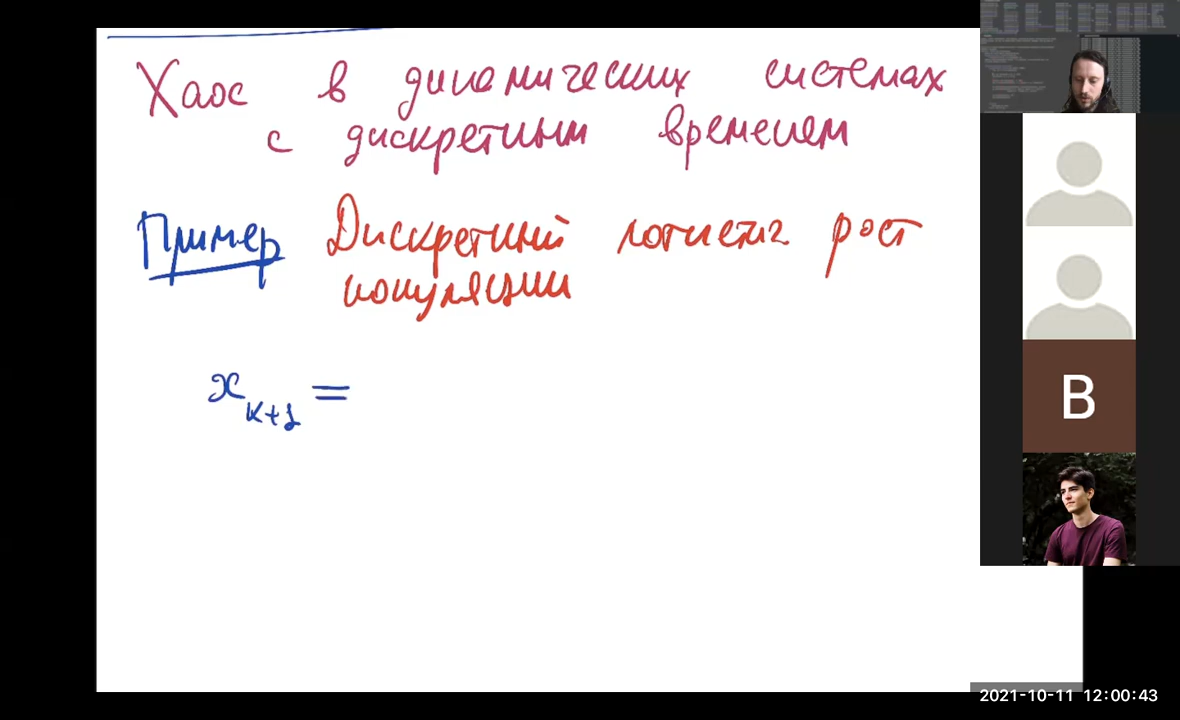 Хаос в динамических системах
с дискретным временем
Пример Дискретный логистич рост
популяции
x_{k+1} =
B
2021-10-11 12:00:43